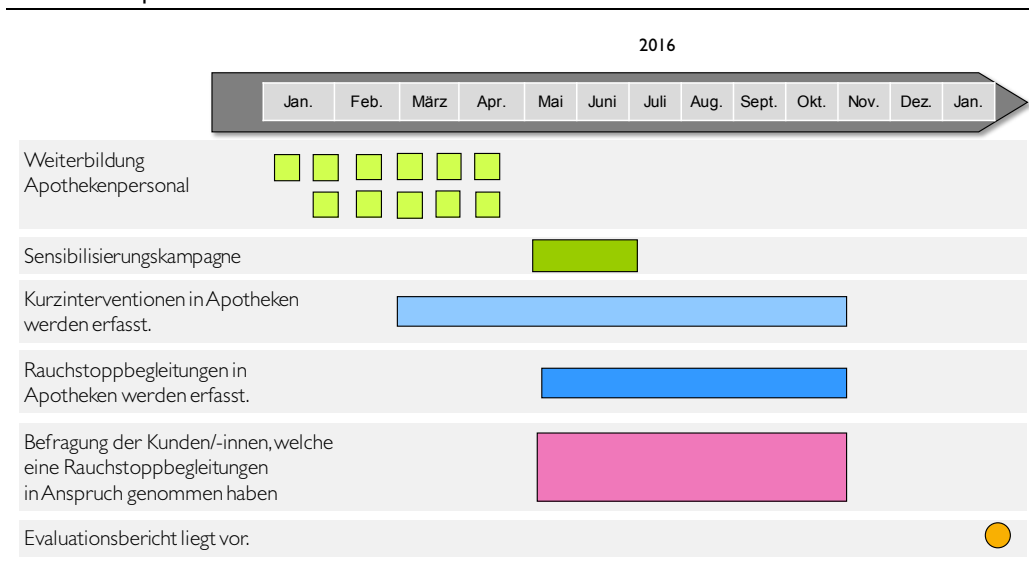 2016
Jan. Feb. März Apr. Mai Juni Juli Aug. Sept. Okt. Nov. Dez. Jan.
Weiterbildung
Apothekenpersonal
Sensibilisierungskampagne
Kurzinterventionen in Apotheken
werden erfasst.
Rauchstoppbegleitungen in
Apotheken werden erfasst.
Befragung der Kunden/-innen, welche
eine Rauchstoppbegleitungen
in Anspruch genommen haben
Evaluationsbericht liegt vor.